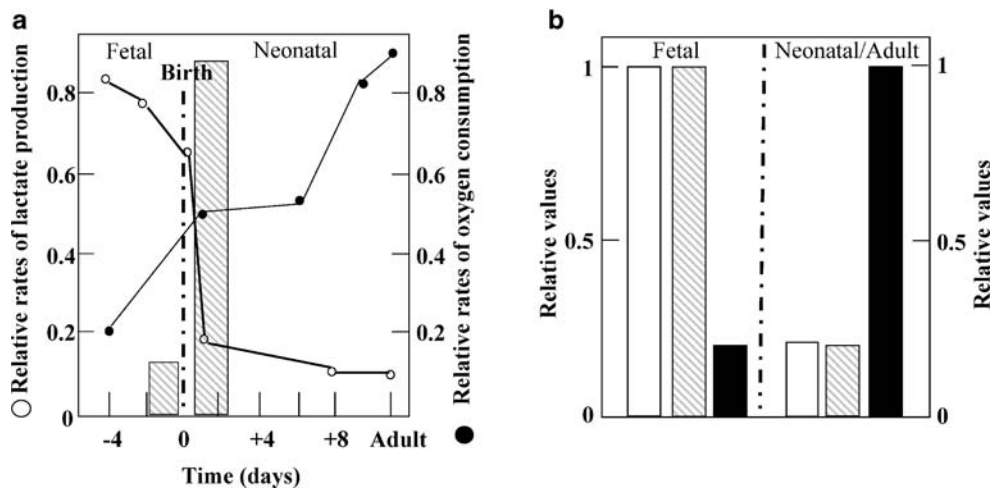 a
Fetal
Neonatal
Birth
Relative rates of lactate production
0.8
0.6
0.4
0.2
0
0.8
0.6
0.4
0.2
Relative rates of oxygen consumption
-4
0
+4
+8
Adult
Time (days)
b
Fetal
Neonatal/Adult
Relative values
1
0.5
0
1
0.5
0
Relative values